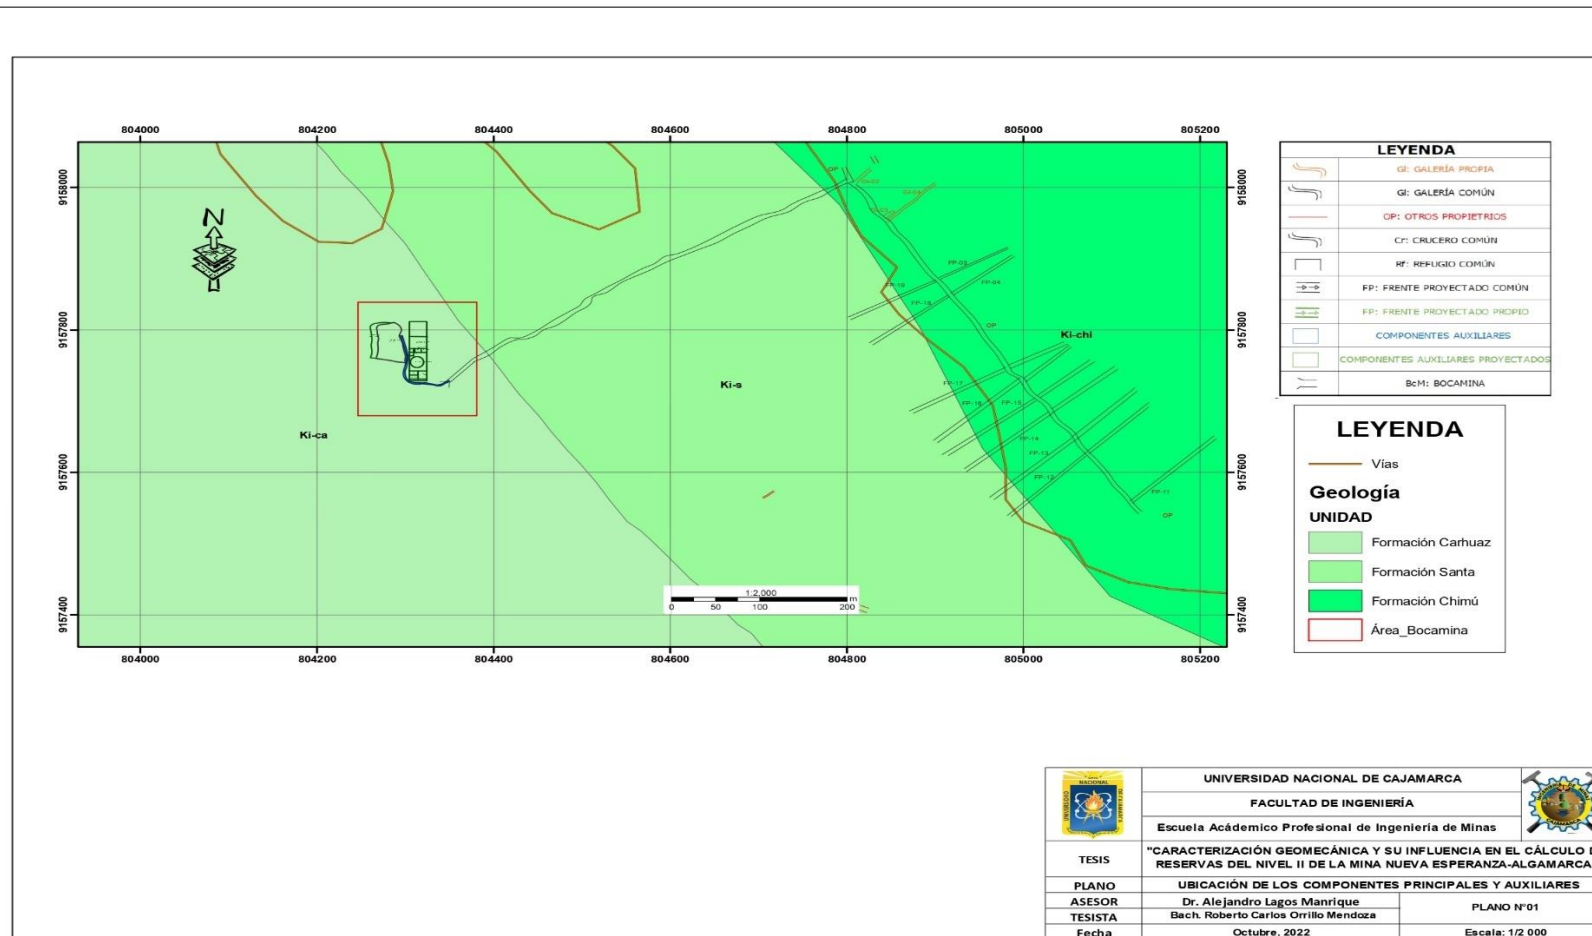 804000 804200 804400 804600 804800 805000 805200
9158000
9157800
9157600
9157400
9158000
9157800
9157600
9157400
N
OP
FP-03
FP-04
FP-18
OP
Ki-chi
FP-17
FP-16
FP-15
FP-14
FP-13
FP-12
FP-11
OP
Ki-s
Ki-ca
1:2,000
0 50 100 200 m
804000 804200 804400 804600 804800 805000 805200
LEYENDA
Gl: GALERÍA PROPIA
Gl: GALERÍA COMÚN
OP: OTROS PROPIETRIOS
Cr: CRUCERO COMÚN
Rf: REFUGIO COMÚN
FP: FRENTE PROYECTADO COMÚN
FP: FRENTE PROYECTADO PROPIO
COMPONENTES AUXILIARES
COMPONENTES AUXILIARES PROYECTADOS
BcM: BOCAMINA
LEYENDA
Vías
Geología
UNIDAD
Formación Carhuaz
Formación Santa
Formación Chimú
Área_Bocamina
UNIVERSIDAD NACIONAL DE CAJAMARCA
FACULTAD DE INGENIERÍA
Escuela Académico Profesional de Ingeniería de Minas
TESIS
"CARACTERIZACIÓN GEOMECÁNICA Y SU INFLUENCIA EN EL CÁLCULO
RESERVAS DEL NIVEL II DE LA MINA NUEVA ESPERANZA-ALGAMARCA
PLANO UBICACIÓN DE LOS COMPONENTES PRINCIPALES Y AUXILIARES
ASESOR Dr. Alejandro Lagos Manrique
PLANO N°01
TESISTA Bach. Roberto Carlos Orrillo Mendoza
Fecha Octubre, 2022 Escala: 1/2 000